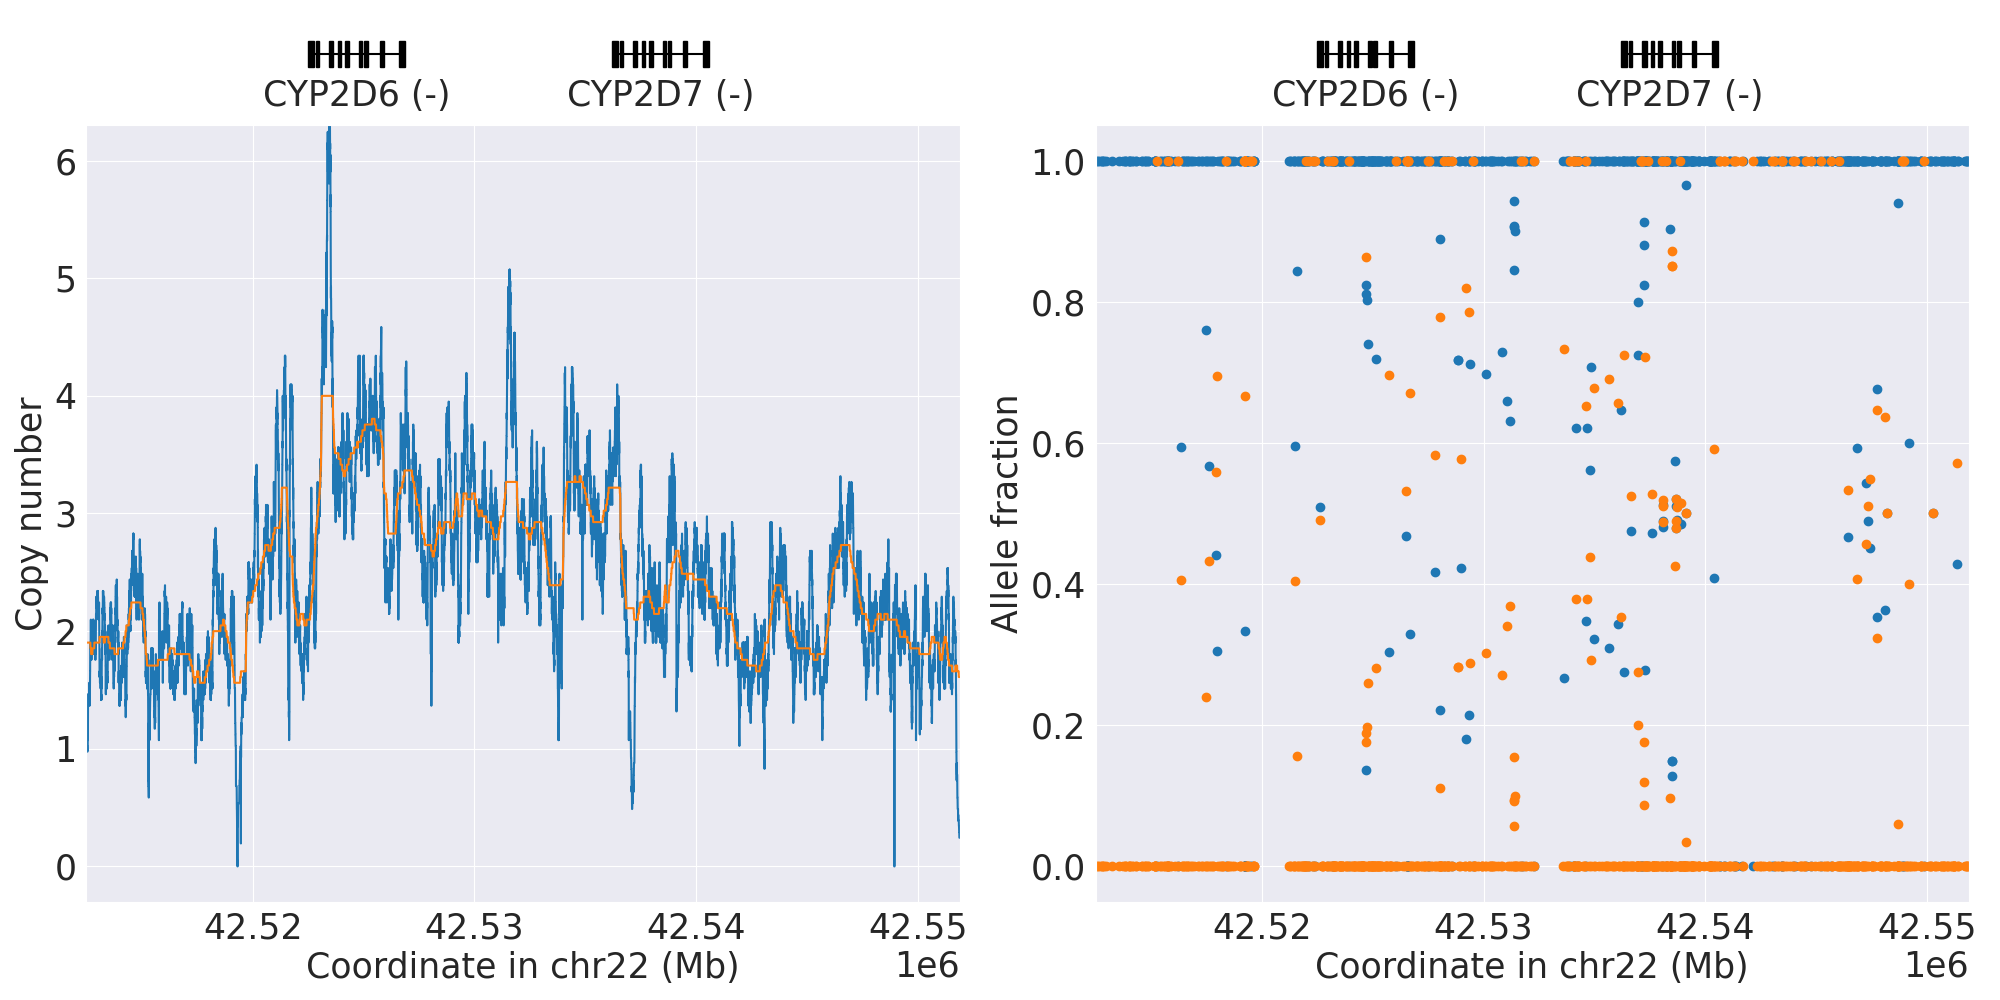 CYP2D6 (-) CYP2D7 (-)
6
5
4
3
2
1
0
Copy number
42.52 42.53 42.54 42.55
Coordinate in chr22 (Mb) 1e6
CYP2D6 (-) CYP2D7 (-)
1.0
0.8
0.6
0.4
0.2
0.0
Allele fraction
42.52 42.53 42.54 42.55
Coordinate in chr22 (Mb) 1e6